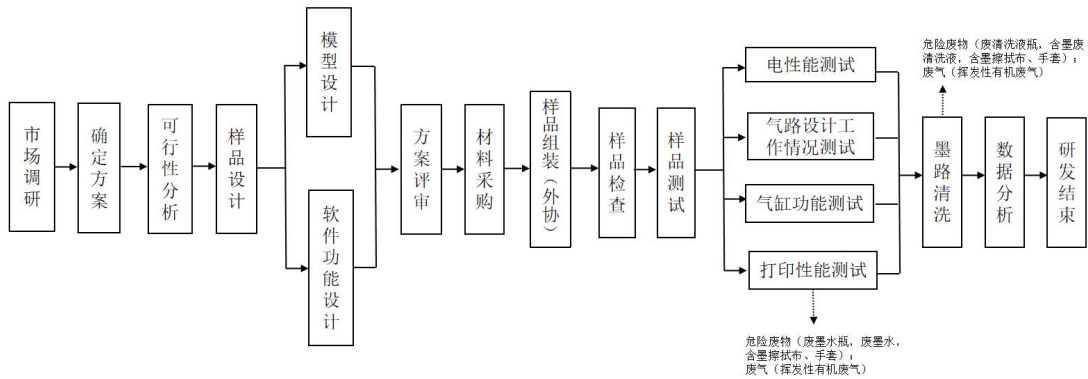 市场调研
确定方案
可行性分析
样品设计
模型设计
软件功能设计
方案评审
材料采购
样品组装（外协）
样品检查
样品测试
电性能测试
气路设计工
作情况测试
气缸功能测试
打印性能测试
危险废物（废墨水瓶，废墨水，
含墨擦拭布、手套）；
废气（挥发性有机废气）
危险废物（废清洗液瓶，含墨废
清洗液，含墨擦拭布、手套）；
废气（挥发性有机废气）
墨路清洗
数据分析
研发结束